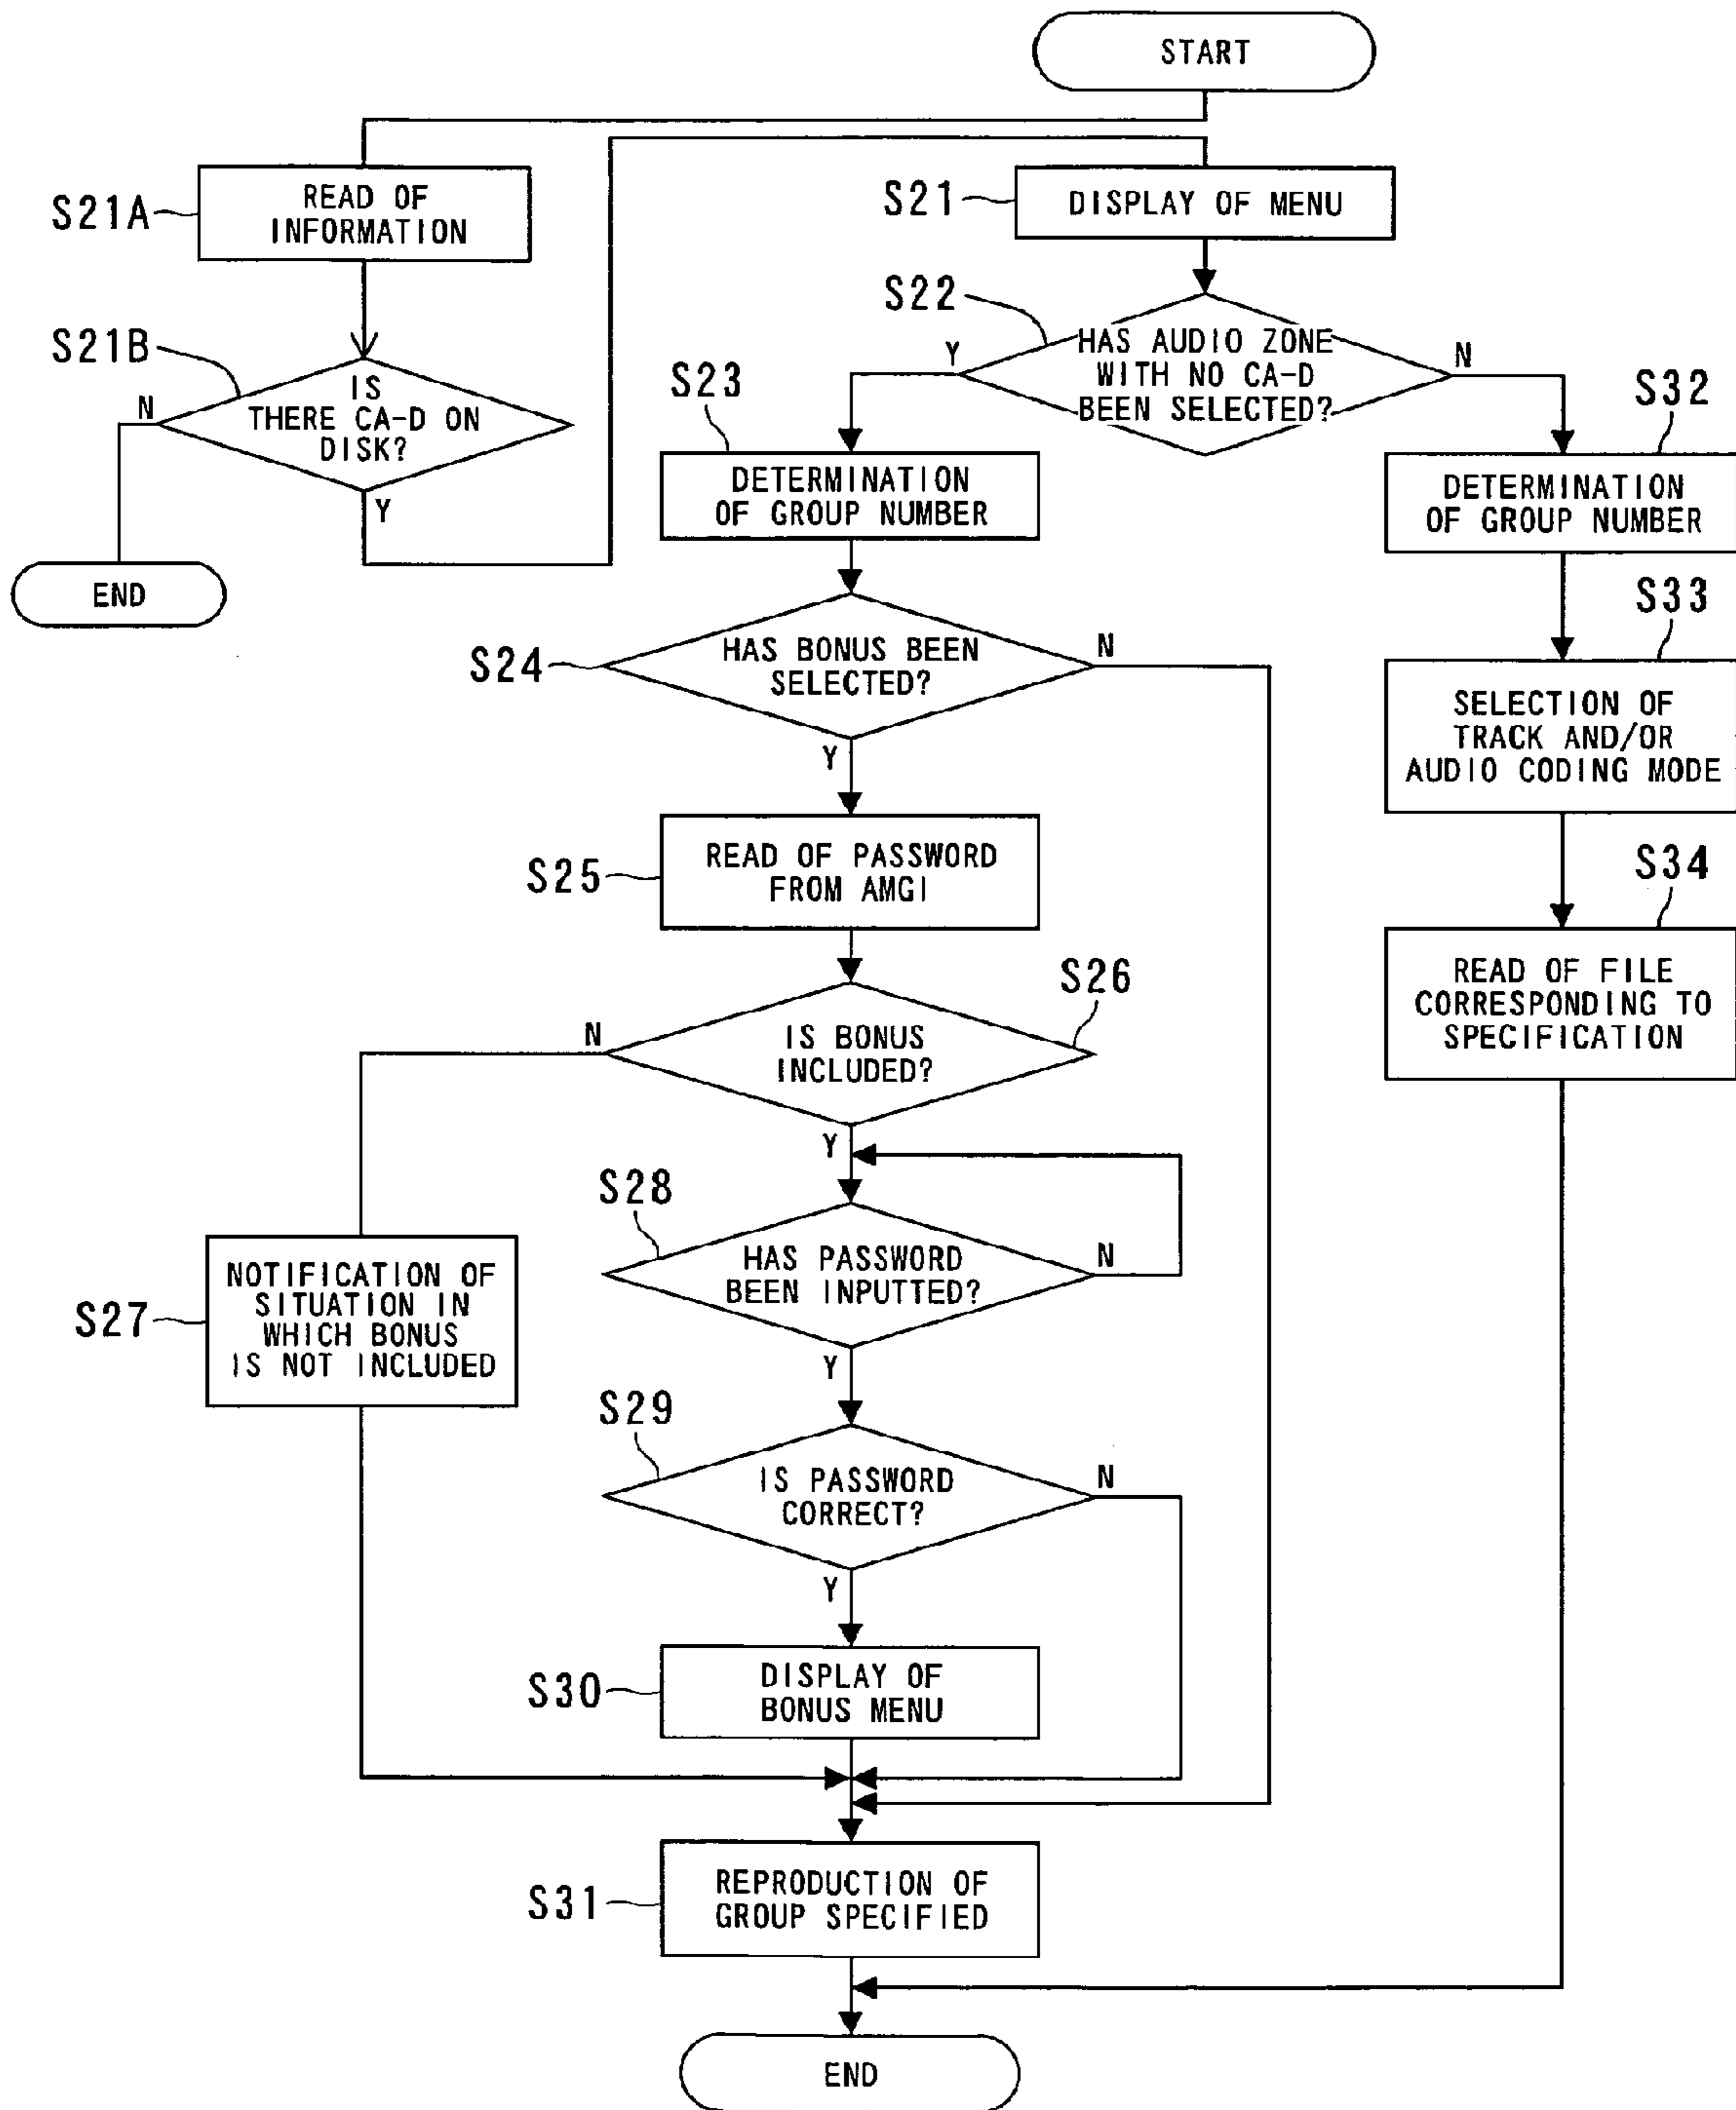 START
S21A
READ OF
INFORMATION
S21B
IS
THERE CA-D ON
DISK?
N
Y
END
S21
DISPLAY OF MENU
S22
HAS AUDIO ZONE
WITH NO CA-D
BEEN SELECTED?
Y
N
S23
DETERMINATION
OF GROUP NUMBER
S24
HAS BONUS BEEN
SELECTED?
N
Y
S25
READ OF PASSWORD
FROM AMGI
S26
IS BONUS
INCLUDED?
N
Y
S27
NOTIFICATION OF
SITUATION IN
WHICH BONUS
IS NOT INCLUDED
S28
HAS PASSWORD
BEEN INPUTTED?
N
Y
S29
IS PASSWORD
CORRECT?
N
Y
S30
DISPLAY OF
BONUS MENU
S31
REPRODUCTION OF
GROUP SPECIFIED
S32
DETERMINATION
OF GROUP NUMBER
S33
SELECTION OF
TRACK AND/OR
AUDIO CODING MODE
S34
READ OF FILE
CORRESPONDING TO
SPECIFICATION
END